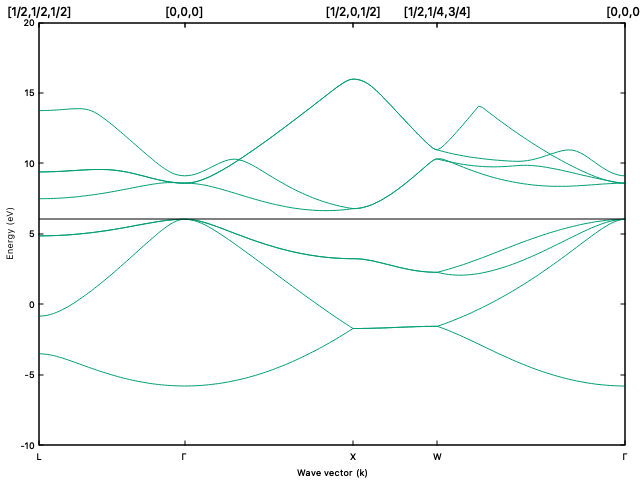 [1/2,1/2,1/2] [0,0,0] [1/2,0,1/2] [1/2,1/4,3/4] [0,0,0
20
15
10
5
0
-5
-10
Energy (eV)
L Γ X W Γ
Wave vector (k)